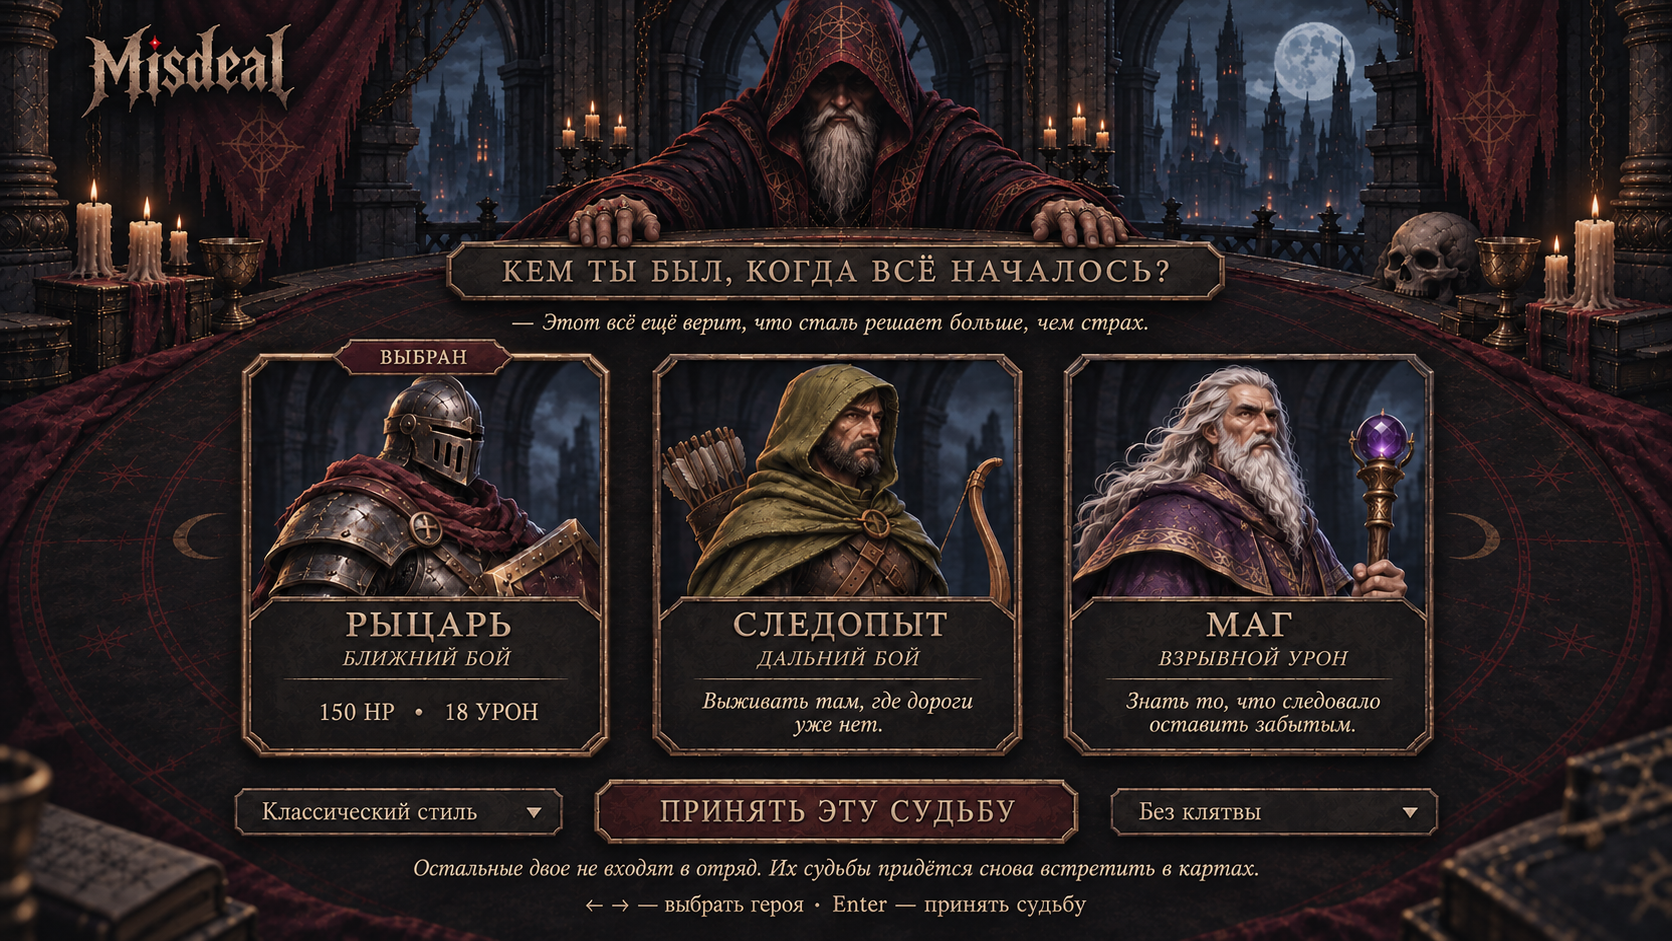 Misdeal
КЕМ ТЫ БЫЛ, КОГДА ВСЁ НАЧАЛОСЬ?
— Этот всё ещё верит, что сталь решает больше, чем страх.
ВЫБРАН
РЫЦАРЬ
БЛИЖНИЙ БОЙ
150 HP • 18 УРОН
СЛЕДОПЫТ
ДАЛЬНИЙ БОЙ
Выживать там, где дороги
уже нет.
МАГ
ВЗРЫВНОЙ УРОН
Знать то, что следовало
оставить забытым.
Классический стиль
ПРИНЯТЬ ЭТУ СУДЬБУ
Без клятвы
Остальные двое не входят в отряд. Их судьбы придётся снова встретить в картах.
← → — выбрать героя • Enter — принять судьбу